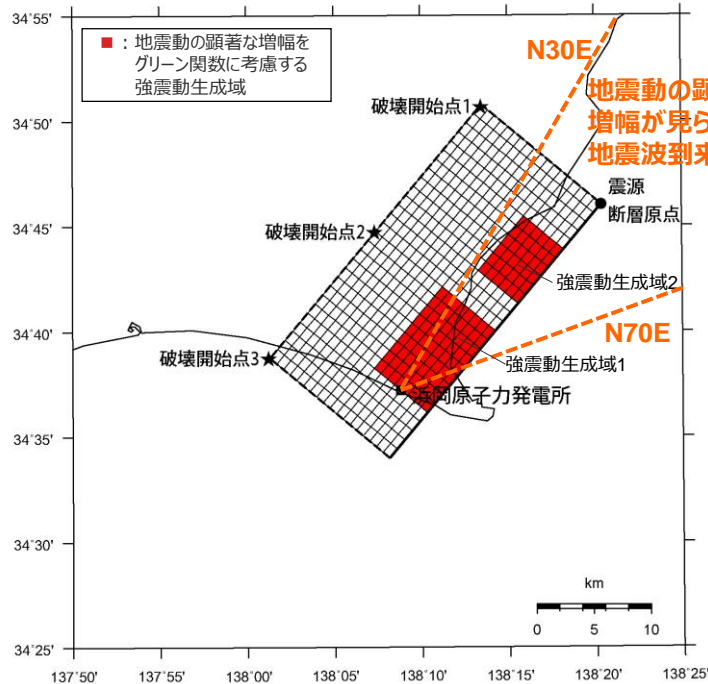 ■：地震動の顕著な増幅を
グリーン関数に考慮する
強震動生成域
N30E
地震動の顕
増幅が見ら
地震波到来
破壊開始点1
震源
断層原点
破壊開始点2
強震動生成域2
N70E
破壊開始点3
強震動生成域1
浜岡原子力発電所
km
0 5 10
34°55'
34°50'
34°45'
34°40'
34°35'
34°30'
34°25'
137°50' 137°55' 138°00' 138°05' 138°10' 138°15' 138°20' 138°25'